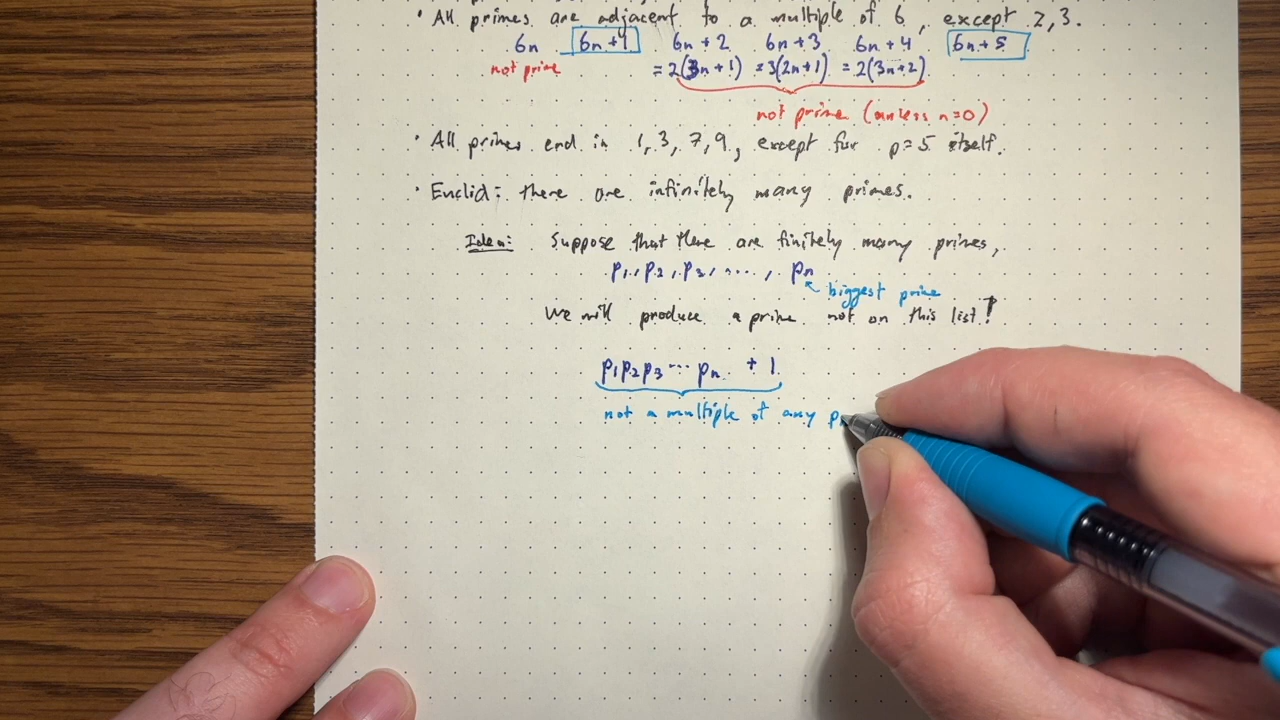 · All primes are adjacent to a multiple of 6, except 2, 3.
6n 6n+1 6n+2 6n+3 6n+4 6n+5
not prime = 2(3n+1) = 3(2n+1) = 2(3n+2)
not prime (unless n=0)
· All primes end in 1, 3, 7, 9, except for p=5 itself.
· Euclid: there are infinitely many primes.
Idea: Suppose that there are finitely many primes,
p1, p2, p3, ..., pn
biggest prime
We will produce a prime not on this list!
p1p2p3 ... pn + 1
not a multiple of any p